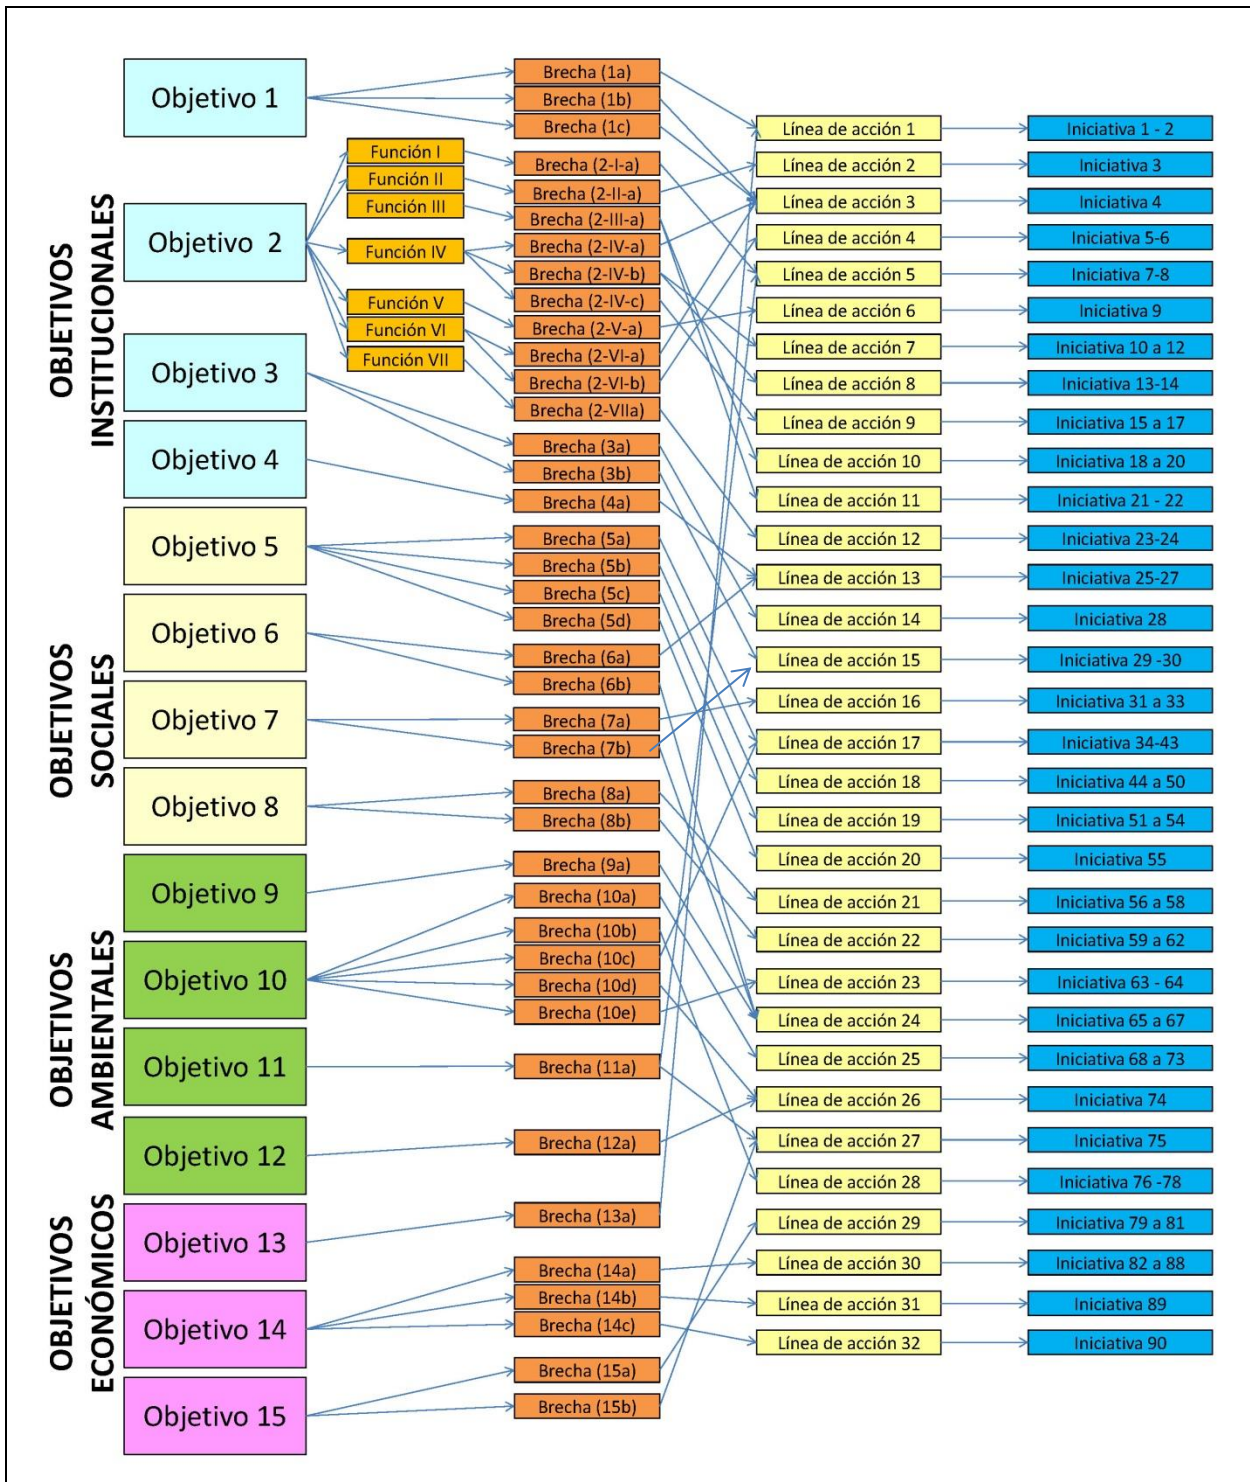 OBJETIVOS
INSTITUCIONALES
OBJETIVOS
SOCIALES
OBJETIVOS
AMBIENTALES
OBJETIVOS
ECONÓMICOS
Objetivo 1
Objetivo 2
Objetivo 3
Objetivo 4
Objetivo 5
Objetivo 6
Objetivo 7
Objetivo 8
Objetivo 9
Objetivo 10
Objetivo 11
Objetivo 12
Objetivo 13
Objetivo 14
Objetivo 15
Función I
Función II
Función III
Función IV
Función V
Función VI
Función VII
Brecha (1a)
Brecha (1b)
Brecha (1c)
Brecha (2-I-a)
Brecha (2-II-a)
Brecha (2-III-a)
Brecha (2-IV-a)
Brecha (2-IV-b)
Brecha (2-IV-c)
Brecha (2-V-a)
Brecha (2-VI-a)
Brecha (2-VI-b)
Brecha (2-VIIa)
Brecha (3a)
Brecha (3b)
Brecha (4a)
Brecha (5a)
Brecha (5b)
Brecha (5c)
Brecha (5d)
Brecha (6a)
Brecha (6b)
Brecha (7a)
Brecha (7b)
Brecha (8a)
Brecha (8b)
Brecha (9a)
Brecha (10a)
Brecha (10b)
Brecha (10c)
Brecha (10d)
Brecha (10e)
Brecha (11a)
Brecha (12a)
Brecha (13a)
Brecha (14a)
Brecha (14b)
Brecha (14c)
Brecha (15a)
Brecha (15b)
Línea de acción 1
Línea de acción 2
Línea de acción 3
Línea de acción 4
Línea de acción 5
Línea de acción 6
Línea de acción 7
Línea de acción 8
Línea de acción 9
Línea de acción 10
Línea de acción 11
Línea de acción 12
Línea de acción 13
Línea de acción 14
Línea de acción 15
Línea de acción 16
Línea de acción 17
Línea de acción 18
Línea de acción 19
Línea de acción 20
Línea de acción 21
Línea de acción 22
Línea de acción 23
Línea de acción 24
Línea de acción 25
Línea de acción 26
Línea de acción 27
Línea de acción 28
Línea de acción 29
Línea de acción 30
Línea de acción 31
Línea de acción 32
Iniciativa 1 - 2
Iniciativa 3
Iniciativa 4
Iniciativa 5-6
Iniciativa 7-8
Iniciativa 9
Iniciativa 10 a 12
Iniciativa 13-14
Iniciativa 15 a 17
Iniciativa 18 a 20
Iniciativa 21 - 22
Iniciativa 23-24
Iniciativa 25-27
Iniciativa 28
Iniciativa 29 -30
Iniciativa 31 a 33
Iniciativa 34-43
Iniciativa 44 a 50
Iniciativa 51 a 54
Iniciativa 55
Iniciativa 56 a 58
Iniciativa 59 a 62
Iniciativa 63 - 64
Iniciativa 65 a 67
Iniciativa 68 a 73
Iniciativa 74
Iniciativa 75
Iniciativa 76 -78
Iniciativa 79 a 81
Iniciativa 82 a 88
Iniciativa 89
Iniciativa 90